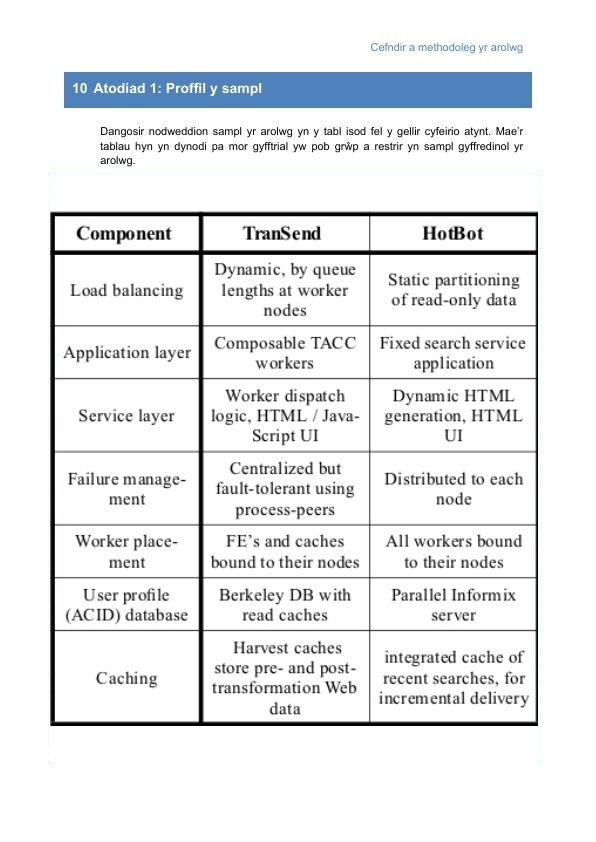 Cefndir a methodoleg yr arolwg
10 Atodiad 1: Proffil y sampl
Dangosir nodweddion sampl yr arolwg yn y tabl isod fel y gellir cyfeirio atynt. Mae'r
tablau hyn yn dynodi pa mor gyfftrial yw pob grŵp a restrir yn sampl gyffredinol yr
arolwg.
Component TranSend HotBot
Load balancing
Dynamic, by queue
lengths at worker
nodes
Static partitioning
of read-only data
Application layer
Composable TACC
workers
Fixed search service
application
Service layer
Worker dispatch
logic, HTML / Java-
Script UI
Dynamic HTML
generation, HTML
UI
Failure manage-
ment
Centralized but
fault-tolerant using
process-peers
Distributed to each
node
Worker place-
ment
FE's and caches
bound to their nodes
All workers bound
to their nodes
User profile
(ACID) database
Berkeley DB with
read caches
Parallel Informix
server
Caching
Harvest caches
store pre- and post-
transformation Web
data
integrated cache of
recent searches, for
incremental delivery